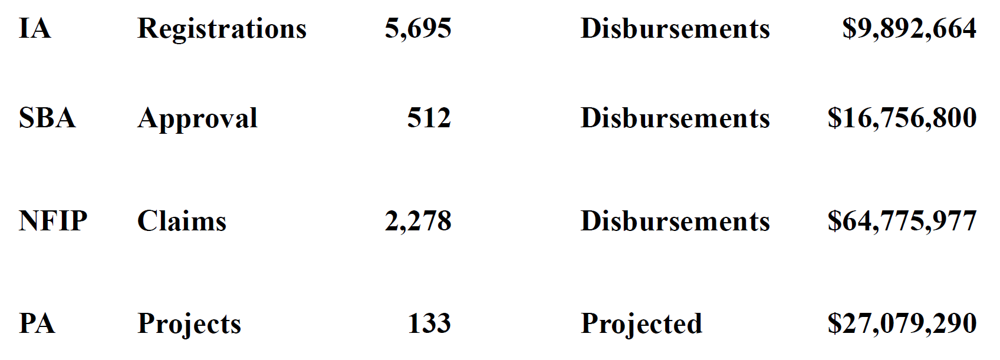 IA Registrations 5,695 Disbursements $9,892,664
SBA Approval 512 Disbursements $16,756,800
NFIP Claims 2,278 Disbursements $64,775,977
PA Projects 133 Projected $27,079,290